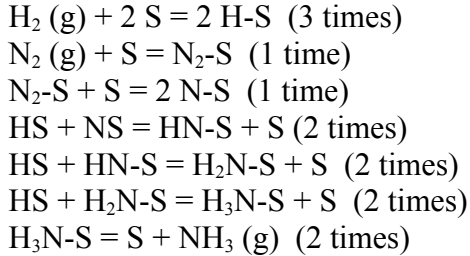 H₂ (g) + 2 S = 2 H-S  (3 times)
N₂ (g) + S = N₂-S  (1 time)
N₂-S + S = 2 N-S  (1 time)
HS + NS = HN-S + S (2 times)
HS + HN-S = H₂N-S + S  (2 times)
HS + H₂N-S = H₃N-S + S  (2 times)
H₃N-S = S + NH₃ (g)  (2 times)